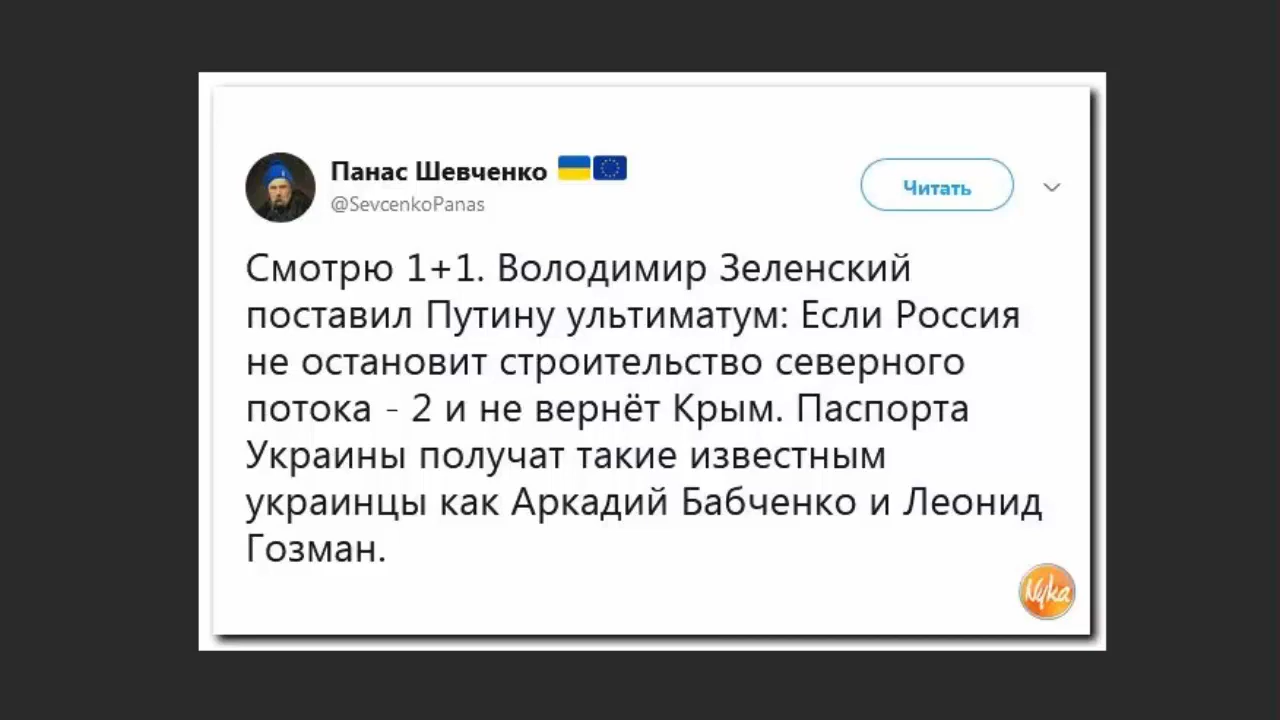 Панас Шевченко
@SevcenkoPanas
Читать
Смотрю 1+1. Володимир Зеленский
поставил Путину ультиматум: Если Россия
не остановит строительство северного
потока - 2 и не вернёт Крым. Паспорта
Украины получат такие известным
украинцы как Аркадий Бабченко и Леонид
Гозман.
Nyka